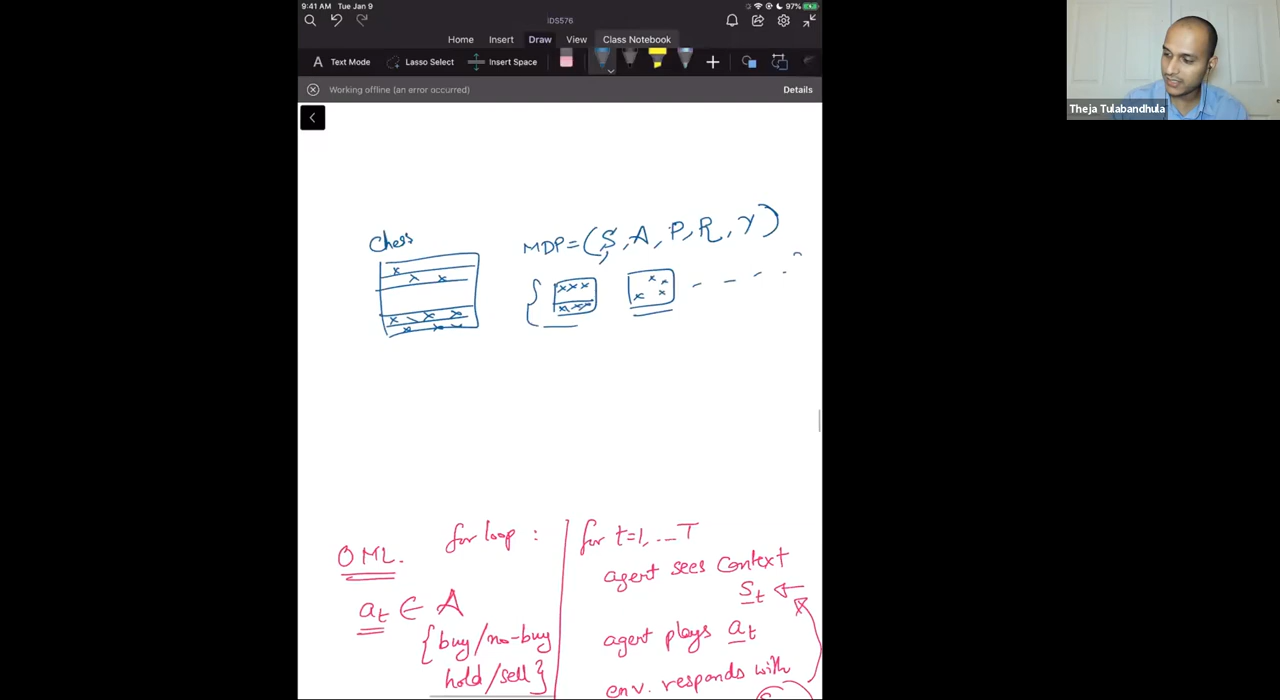 9:41 AM Tue Jan 9
97%
iDS576
Home Insert Draw View Class Notebook
Text Mode Lasso Select Insert Space
Working offline (an error occurred) Details
Theja Tulabandhula
Chess
MDP = (S, A, P, R, γ)
OML.
for loop :
a_t ∈ A
{buy/no-buy
hold/sell}
for t=1, ... T
agent sees context
s_t
agent plays a_t
env. responds with